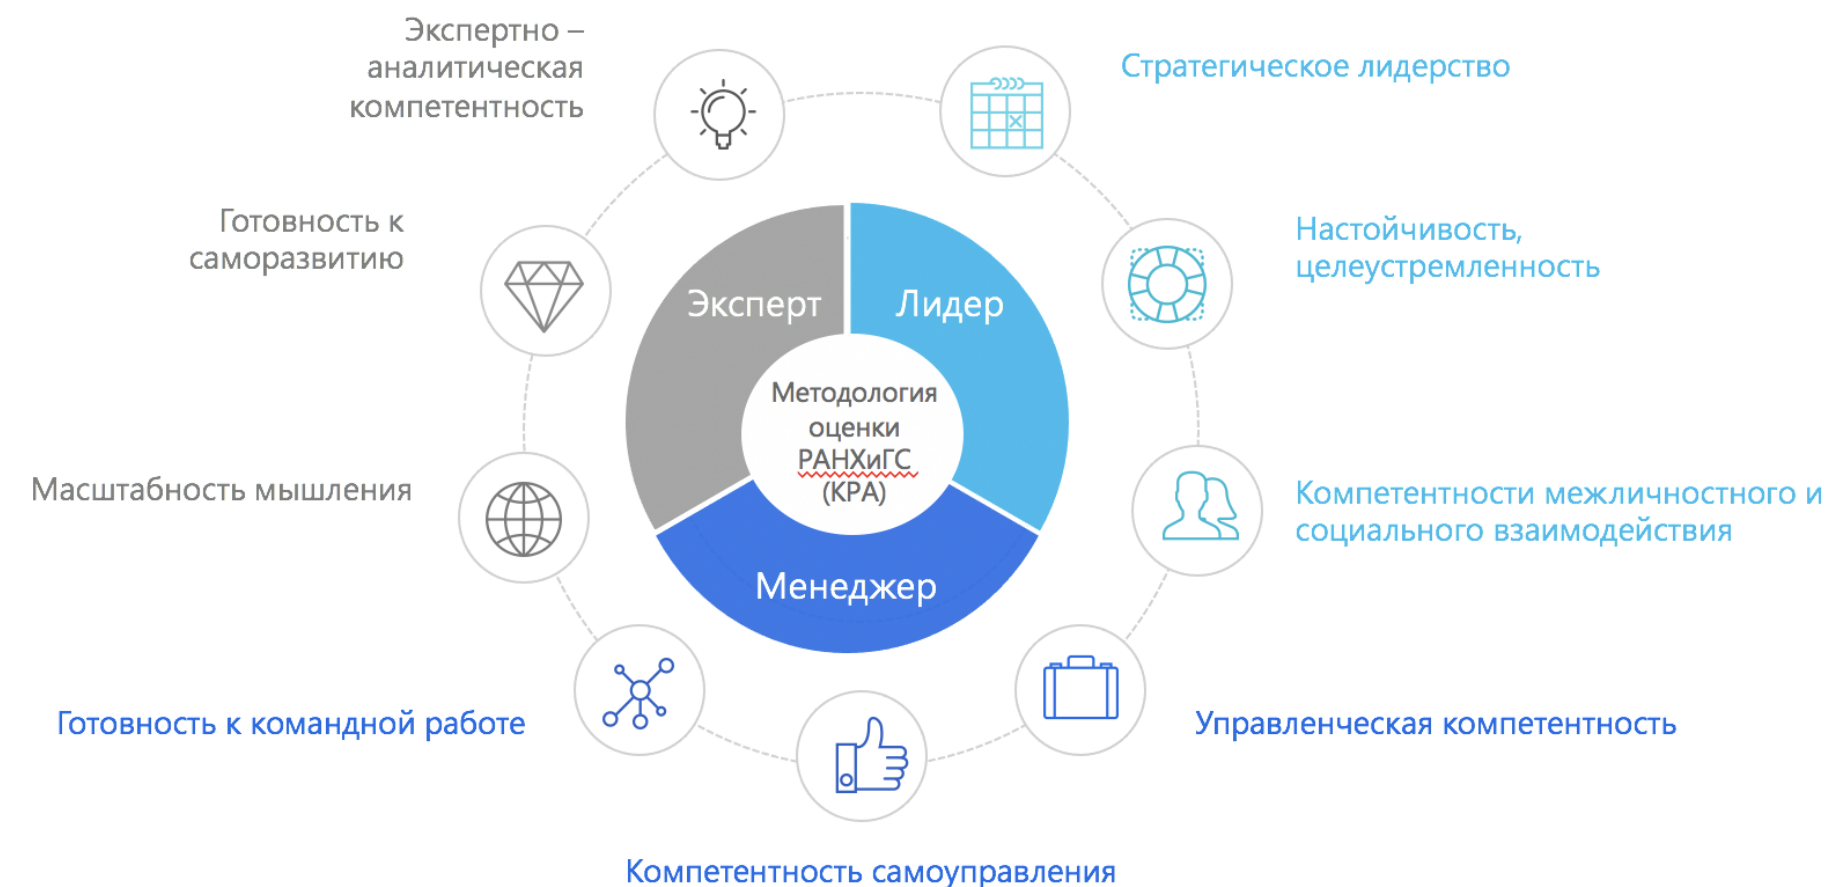 Экспертно –
аналитическая
компетентность
Стратегическое лидерство
Готовность к
саморазвитию
Настойчивость,
целеустремленность
Эксперт
Лидер
Методология
оценки
РАНХиГС
(КРА)
Масштабность мышления
Компетентности межличностного и
социального взаимодействия
Менеджер
Готовность к командной работе
Управленческая компетентность
Компетентность самоуправления